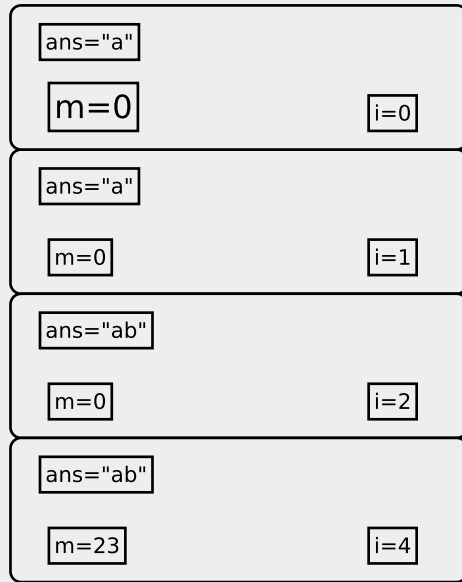 ans="a"
m=0 i=0
ans="a"
m=0 i=1
ans="ab"
m=0 i=2
ans="ab"
m=23 i=4